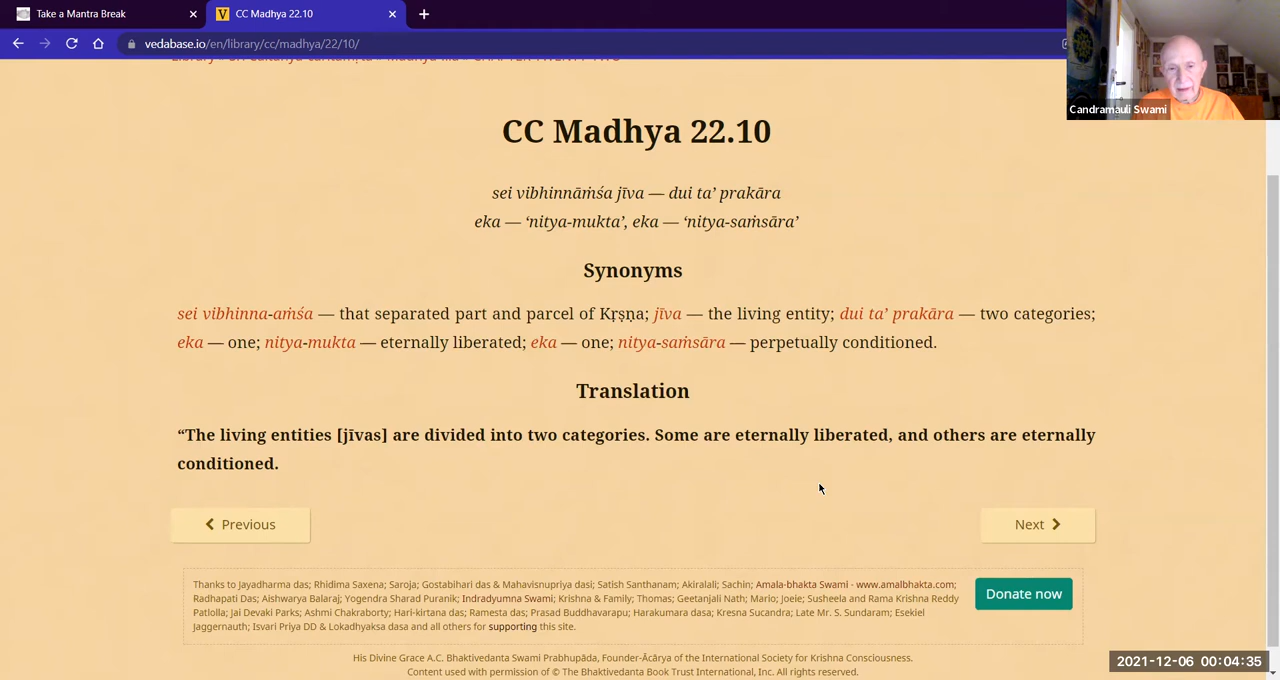 Take a Mantra Break
CC Madhya 22.10
vedabase.io/en/library/cc/madhya/22/10/
Candramauli Swami
CC Madhya 22.10
sei vibhinnāṁśa jīva — dui ta’ prakāra
eka — ‘nitya-mukta’, eka — ‘nitya-saṁsāra’
Synonyms
sei vibhinna-aṁśa — that separated part and parcel of Kṛṣṇa; jīva — the living entity; dui ta’ prakāra — two categories;
eka — one; nitya-mukta — eternally liberated; eka — one; nitya-saṁsāra — perpetually conditioned.
Translation
“The living entities [jīvas] are divided into two categories. Some are eternally liberated, and others are eternally
conditioned.
Previous
Next
Thanks to Jayadharma das; Rhidima Saxena; Saroja; Gostabihari das & Mahavisnupriya dasi; Satish Santhanam; Akiralali; Sachin; Amala-bhakta Swami - www.amalbhakta.com;
Radhapati Das; Aishwarya Balaraj; Yogendra Sharad Puranik; Indradyumna Swami; Krishna & Family; Thomas; Geetanjali Nath; Mario; Joeie; Susheela and Rama Krishna Reddy
Patlolla; Jai Devaki Parks; Ashmi Chakraborty; Hari-kirtana das; Ramesta das; Prasad Buddhavarapu; Harakumara dasa; Kresna Sucandra; Late Mr. S. Sundaram; Esekiel
Jaggernauth; Isvari Priya DD & Lokadhyaksa dasa and all others for supporting this site.
Donate now
His Divine Grace A.C. Bhaktivedanta Swami Prabhupāda, Founder-Ācārya of the International Society for Krishna Consciousness.
Content used with permission of © The Bhaktivedanta Book Trust International, Inc. All rights reserved.
2021-12-06 00:04:35